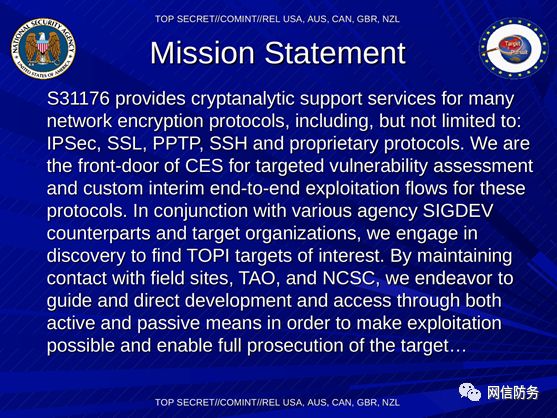 TOP SECRET//COMINT//REL USA, AUS, CAN, GBR, NZL
NATIONAL SECURITY AGENCY
UNITED STATES OF AMERICA
Mission Statement
Target
Pursuit
S31176 provides cryptanalytic support services for many
network encryption protocols, including, but not limited to:
IPSec, SSL, PPTP, SSH and proprietary protocols. We are
the front-door of CES for targeted vulnerability assessment
and custom interim end-to-end exploitation flows for these
protocols. In conjunction with various agency SIGDEV
counterparts and target organizations, we engage in
discovery to find TOPI targets of interest. By maintaining
contact with field sites, TAO, and NCSC, we endeavor to
guide and direct development and access through both
active and passive means in order to make exploitation
possible and enable full prosecution of the target…
网信防务
TOP SECRET//COMINT//REL USA, AUS, CAN, GBR, NZL